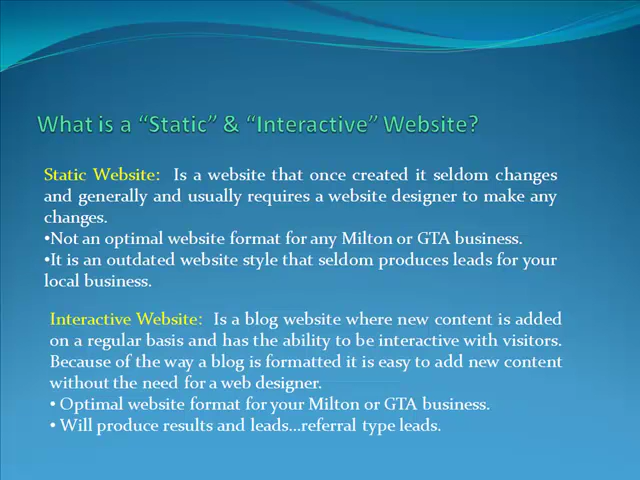 What is a “Static” & “Interactive” Website?
Static Website:  Is a website that once created it seldom changes
and generally and usually requires a website designer to make any
changes.
•Not an optimal website format for any Milton or GTA business.
•It is an outdated website style that seldom produces leads for your
local business.
Interactive Website:  Is a blog website where new content is added
on a regular basis and has the ability to be interactive with visitors.
Because of the way a blog is formatted it is easy to add new content
without the need for a web designer.
• Optimal website format for your Milton or GTA business.
• Will produce results and leads...referral type leads.